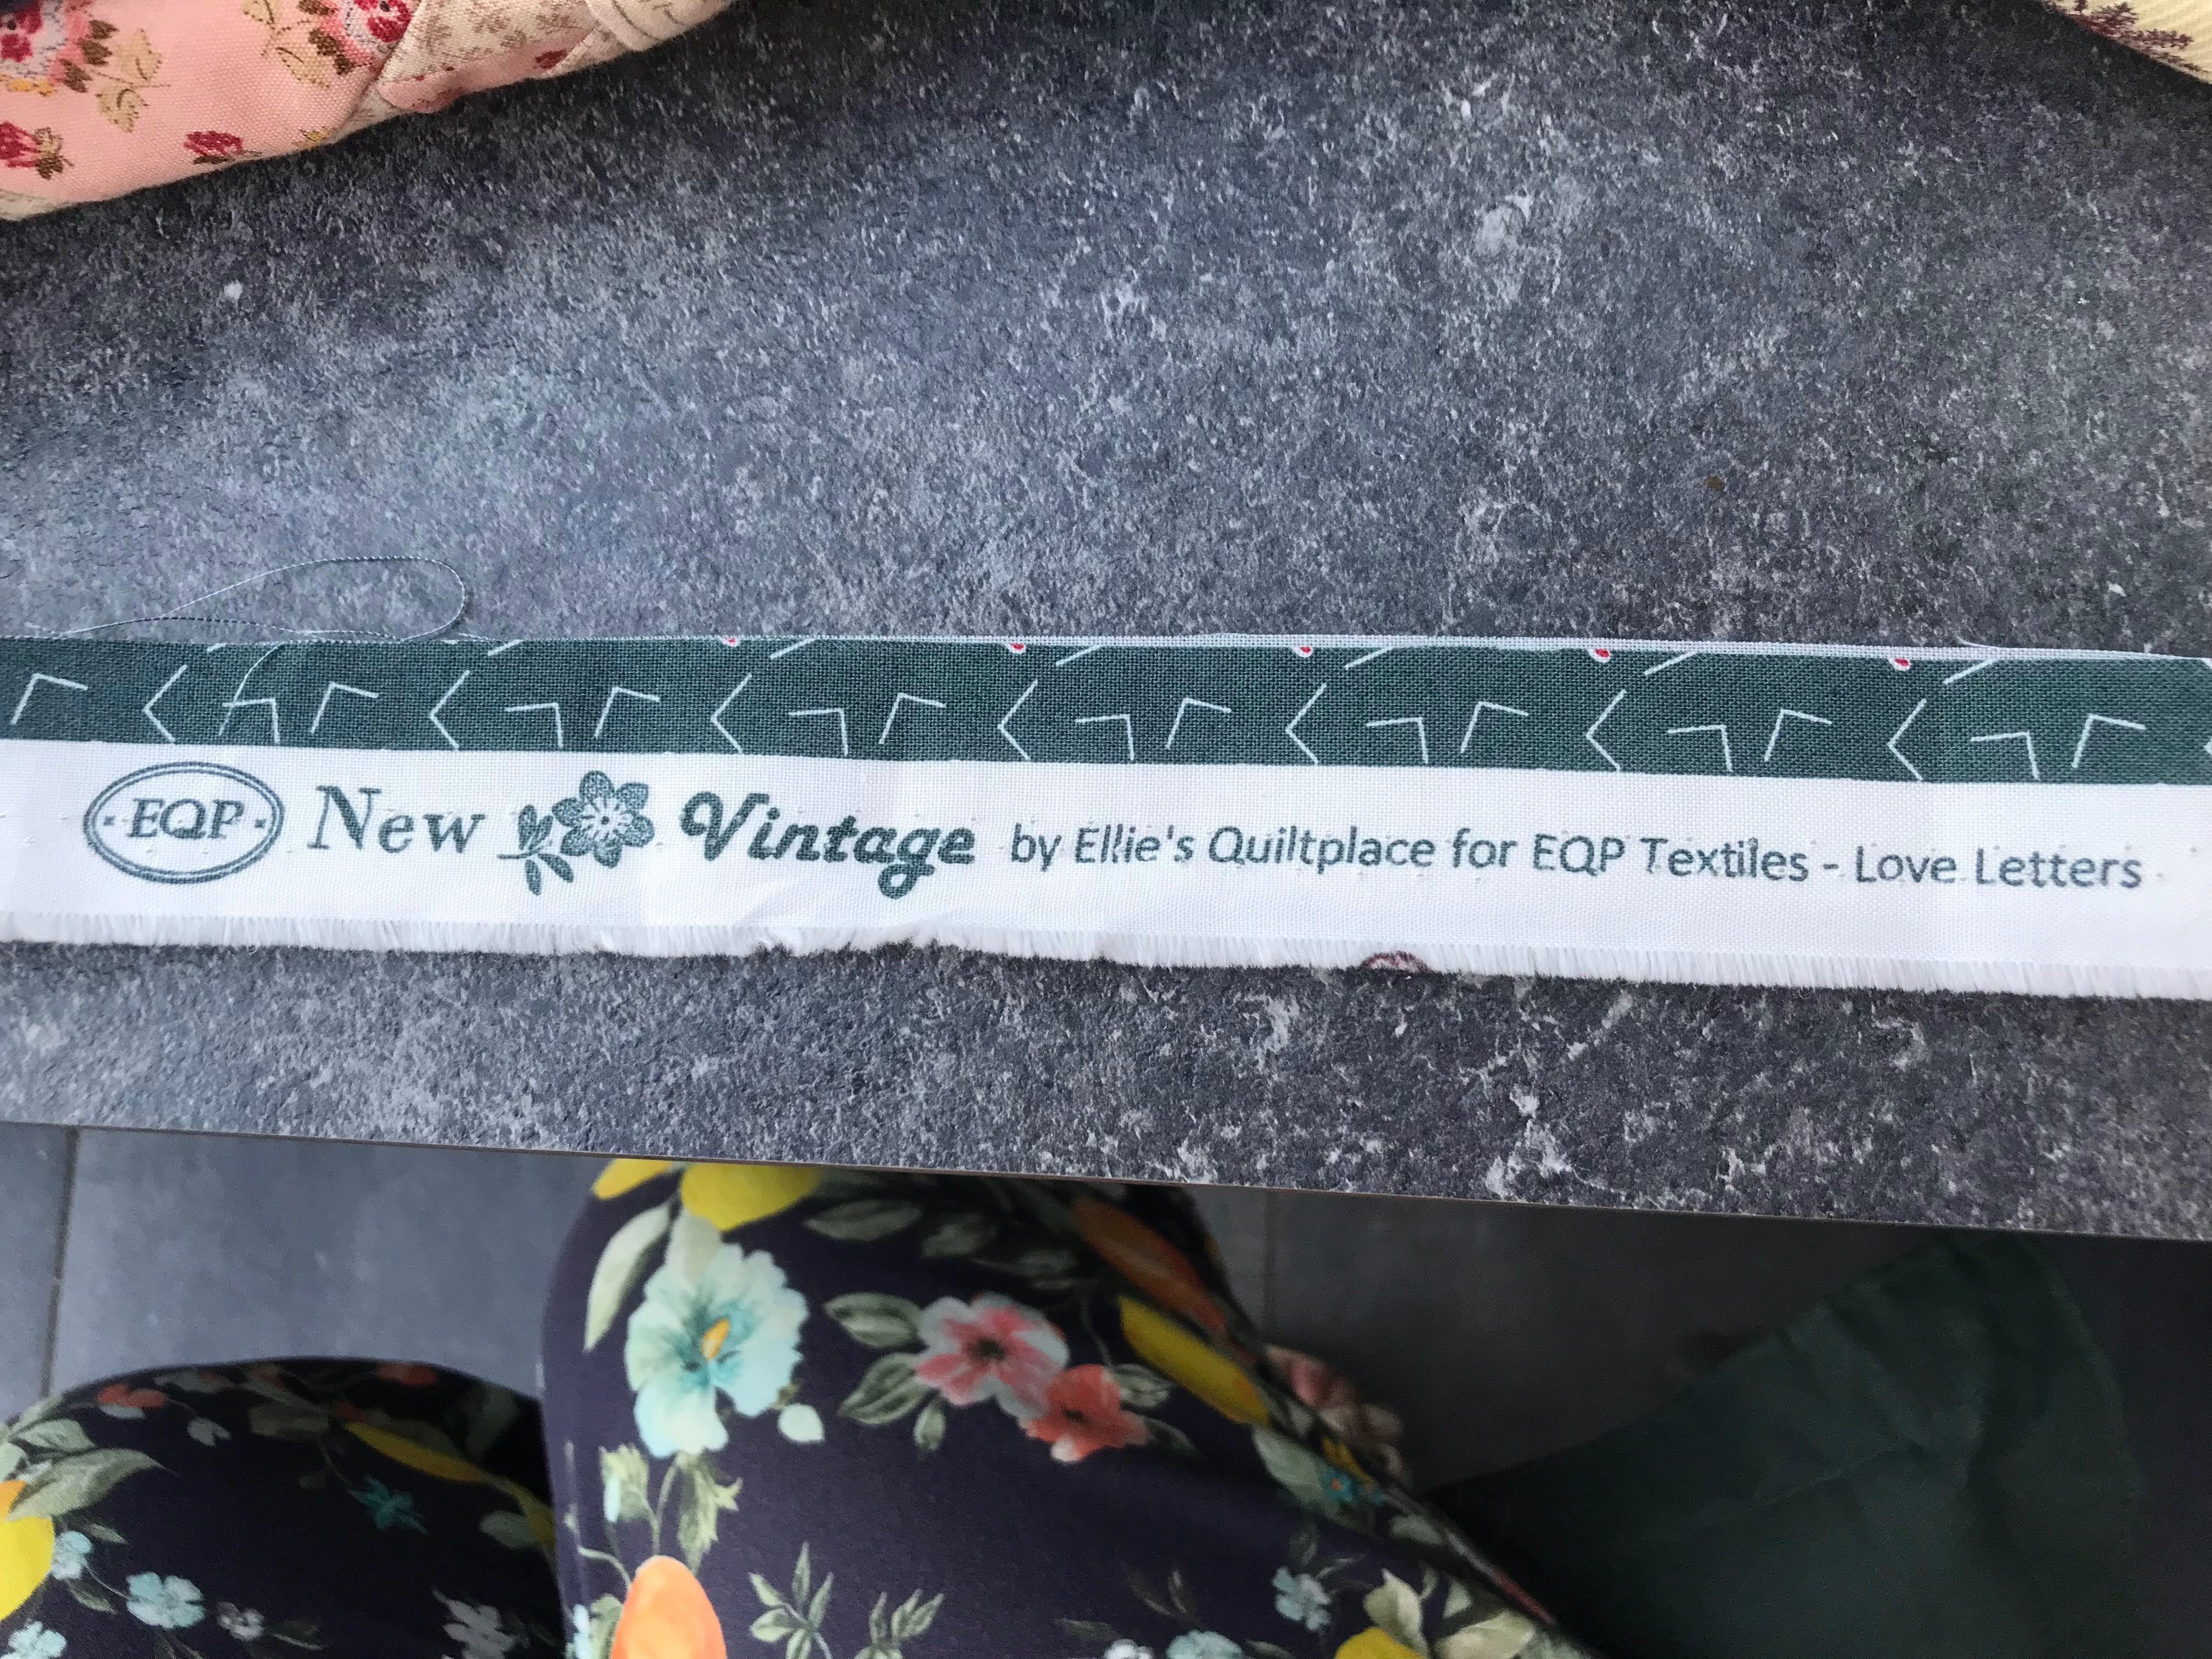 EQP New Vintage by Ellie's Quiltplace for EQP Textiles - Love Letters